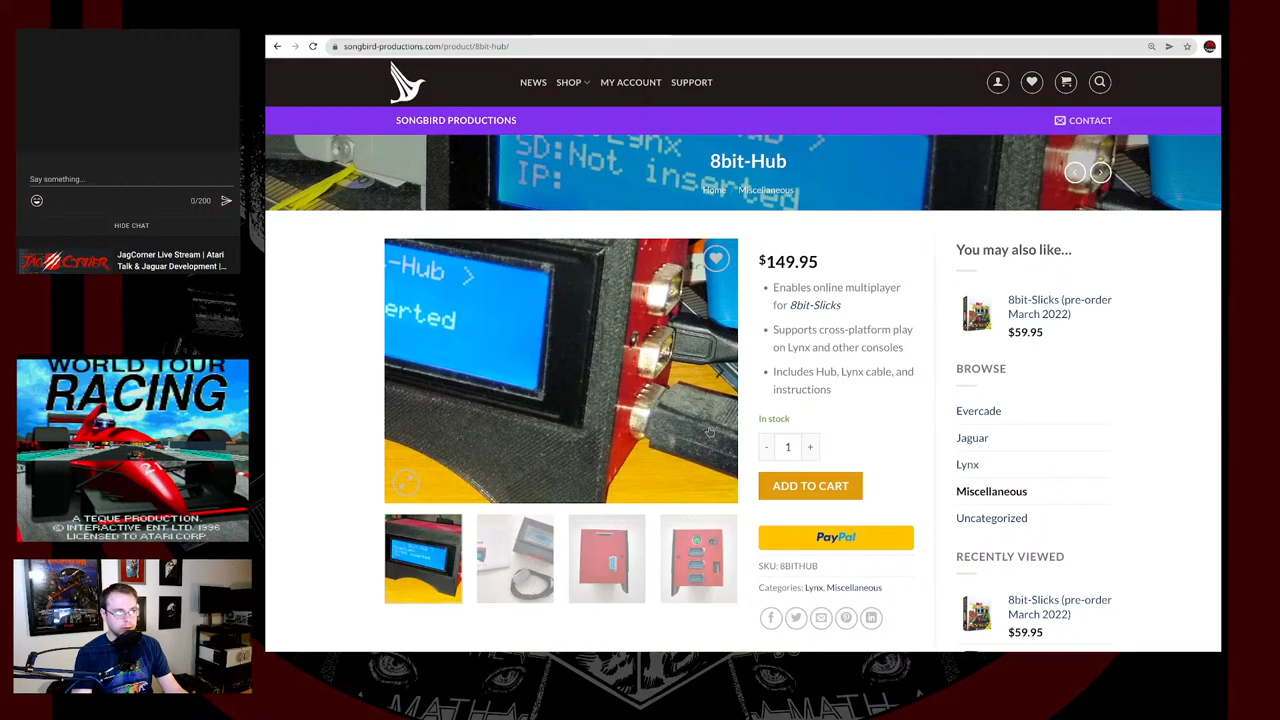 Say something...
0/200
HIDE CHAT
JagCorner Live Stream | Atari
Talk & Jaguar Development |...
JAGCORNER
WORLD TOUR
RACING
A TEQUE PRODUCTION.
© INTERACTIVE ENT LTD. 1996
LICENSED TO ATARI CORP.
songbird-productions.com/product/8bit-hub/
NEWS
SHOP
MY ACCOUNT
SUPPORT
SONGBIRD PRODUCTIONS
CONTACT
Lynx Hub >
SD:Not inserted
IP:
8bit-Hub
Home
Miscellaneous
-Hub >
erted
$149.95
Enables online multiplayer
for 8bit-Slicks
Supports cross-platform play
on Lynx and other consoles
Includes Hub, Lynx cable, and
instructions
In stock
- 1 +
ADD TO CART
PayPal
SKU: 8BITHUB
Categories: Lynx, Miscellaneous
You may also like...
8bit-Slicks (pre-order
March 2022)
$59.95
BROWSE
Evercade
Jaguar
Lynx
Miscellaneous
Uncategorized
RECENTLY VIEWED
8bit-Slicks (pre-order
March 2022)
$59.95